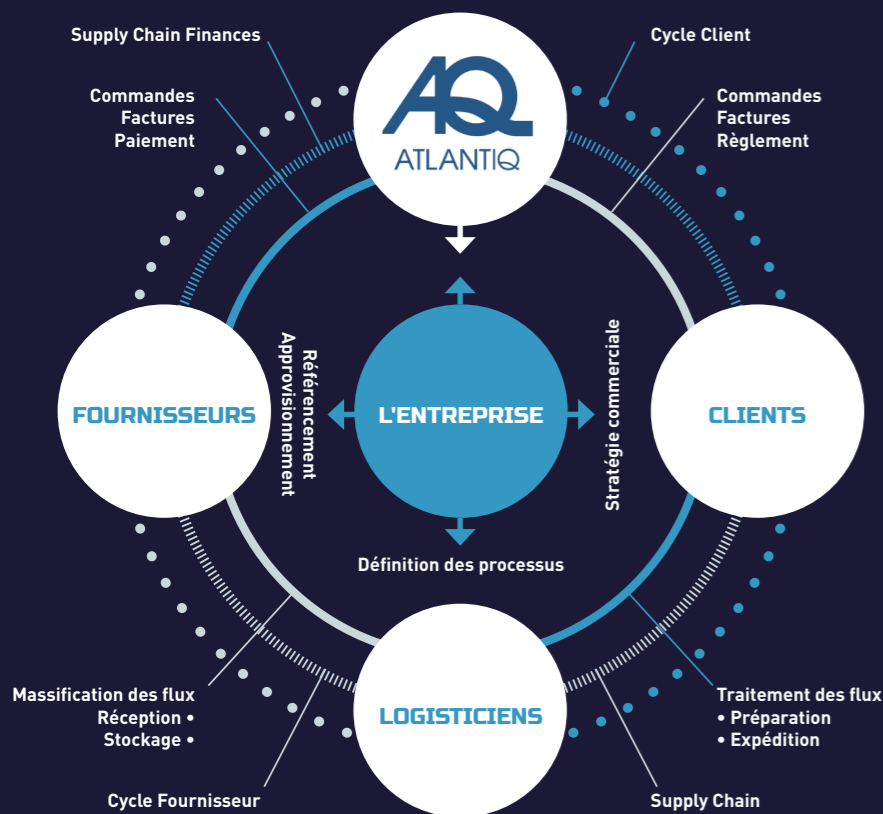 Supply Chain Finances
Cycle Client
Commandes
Factures
Paiement
AQ
ATLANTIQ
Commandes
Factures
Règlement
FOURNISSEURS
Référencement
Approvisionnement
L'ENTREPRISE
Stratégie commerciale
CLIENTS
Définition des processus
Massification des flux
Réception •
Stockage •
LOGISTICIENS
Traitement des flux
• Préparation
• Expédition
Cycle Fournisseur
Supply Chain